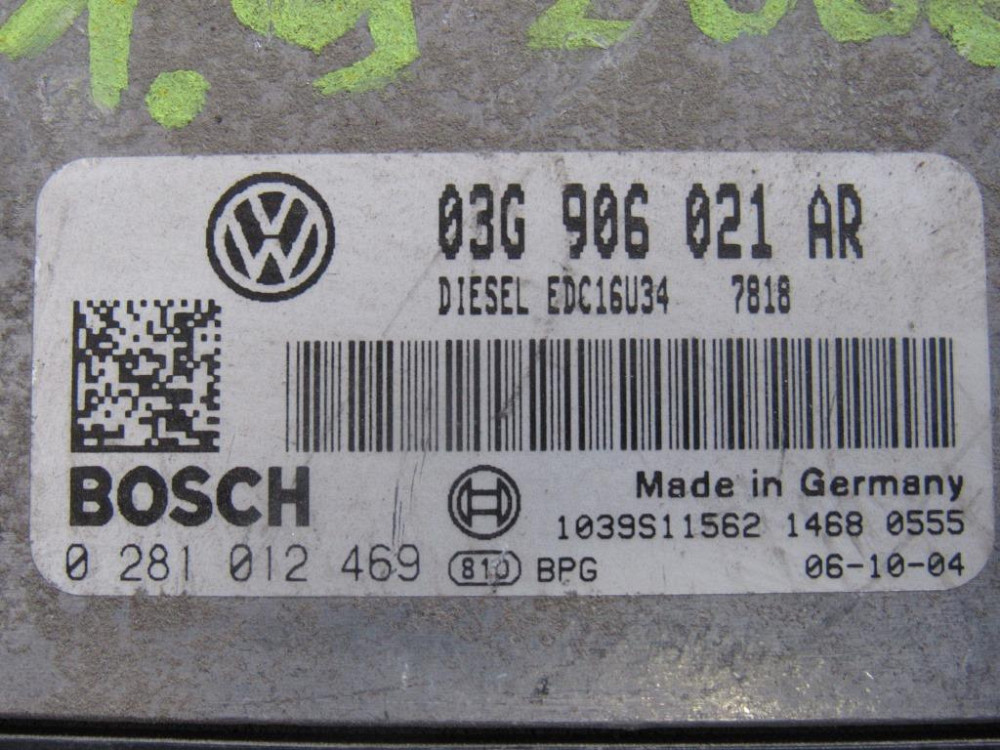 03G 906 021 AR
DIESEL EDC16U34 7818
BOSCH
Made in Germany
1039S11562 1468 0555
0 281 012 469 810 BPG 06-10-04